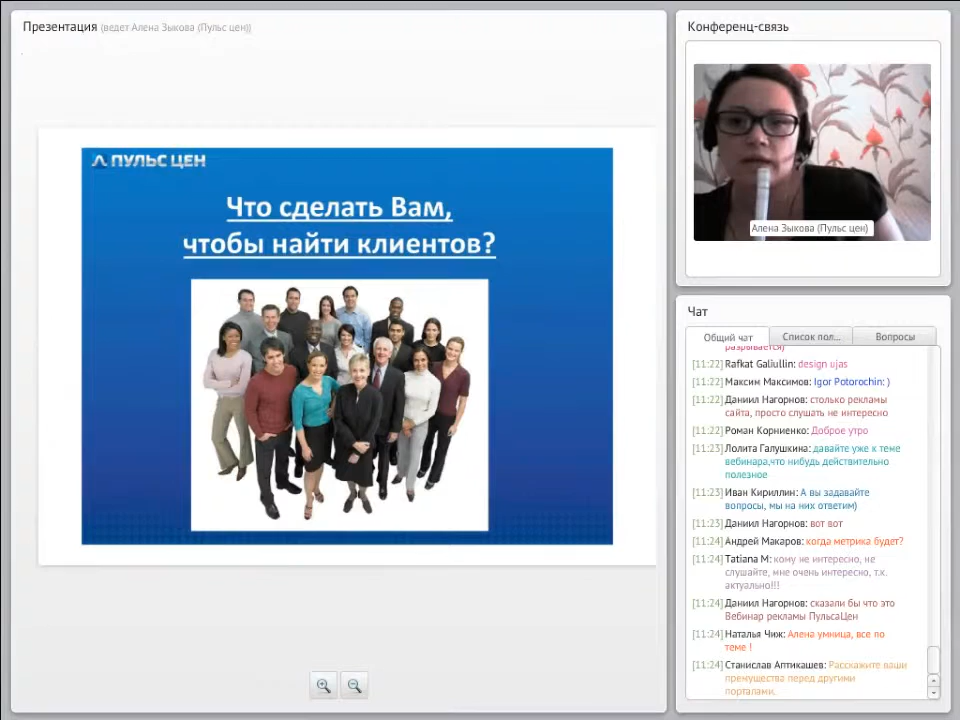 Презентация (ведет Алена Зыкова (Пульс цен))
ПУЛЬС ЦЕН
Что сделать Вам,
чтобы найти клиентов?
Конференц-связь
Алена Зыкова (Пульс цен)
Чат
Общий чат
Список пол...
Вопросы
разрывается)
[11:22] Rafkat Galiullin: design ujas
[11:22] Максим Максимов: Igor Potorochin: )
[11:22] Даниил Нагорнов: столько рекламы
сайта, просто слушать не интересно
[11:22] Роман Корниенко: Доброе утро
[11:23] Лолита Галушкина: давайте уже к теме
вебинара,что нибудь действительно
полезное
[11:23] Иван Кириллин: А вы задавайте
вопросы, мы на них ответим)
[11:23] Даниил Нагорнов: вот вот
[11:24] Андрей Макаров: когда метрика будет?
[11:24] Tatiana M: кому не интересно, не
слушайте, мне очень интересно, т.к.
актуально!!!
[11:24] Даниил Нагорнов: сказали бы что это
Вебинар рекламы ПульсаЦен
[11:24] Наталья Чиж: Алена умница, все по
теме !
[11:24] Станислав Аптикашев: Расскажите ваши
премущества перед другими
порталами.